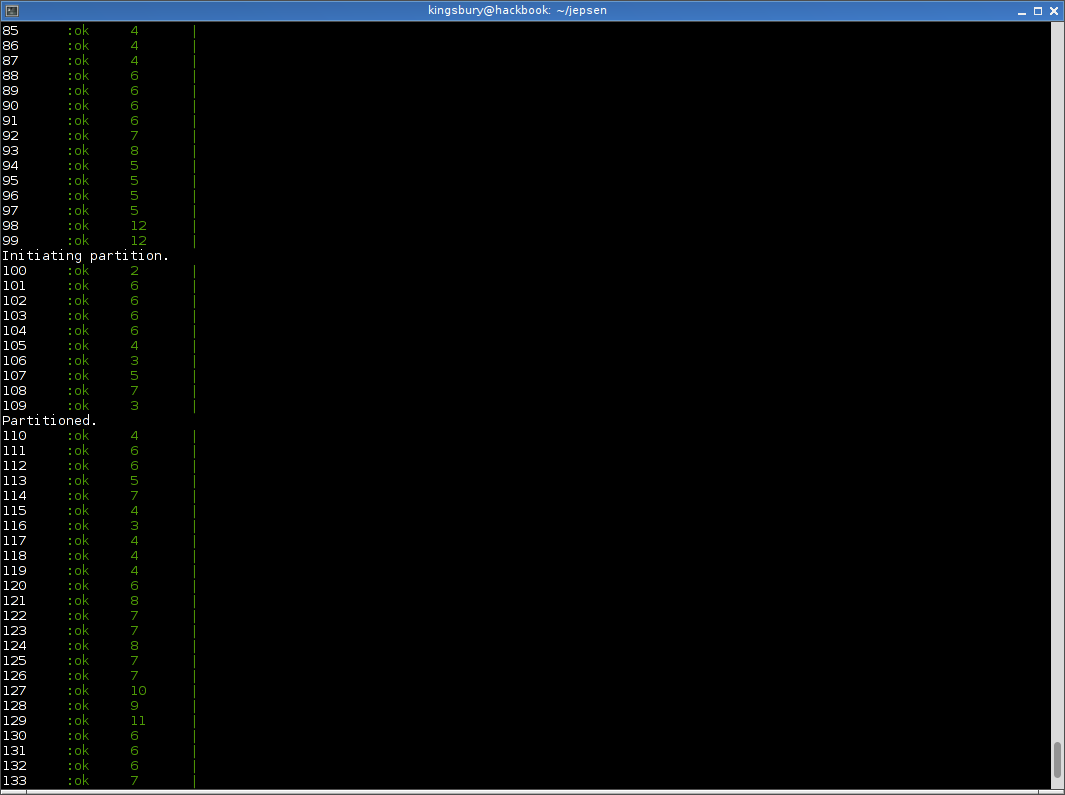 kingsbury@hackbook: ~/jepsen
85 :ok 4 |
86 :ok 4 |
87 :ok 4 |
88 :ok 6 |
89 :ok 6 |
90 :ok 6 |
91 :ok 6 |
92 :ok 7 |
93 :ok 8 |
94 :ok 5 |
95 :ok 5 |
96 :ok 5 |
97 :ok 5 |
98 :ok 12 |
99 :ok 12 |
Initiating partition.
100 :ok 2 |
101 :ok 6 |
102 :ok 6 |
103 :ok 6 |
104 :ok 6 |
105 :ok 4 |
106 :ok 3 |
107 :ok 5 |
108 :ok 7 |
109 :ok 3 |
Partitioned.
110 :ok 4 |
111 :ok 6 |
112 :ok 6 |
113 :ok 5 |
114 :ok 7 |
115 :ok 4 |
116 :ok 3 |
117 :ok 4 |
118 :ok 4 |
119 :ok 4 |
120 :ok 6 |
121 :ok 8 |
122 :ok 7 |
123 :ok 7 |
124 :ok 8 |
125 :ok 7 |
126 :ok 7 |
127 :ok 10 |
128 :ok 9 |
129 :ok 11 |
130 :ok 6 |
131 :ok 6 |
132 :ok 6 |
133 :ok 7 |